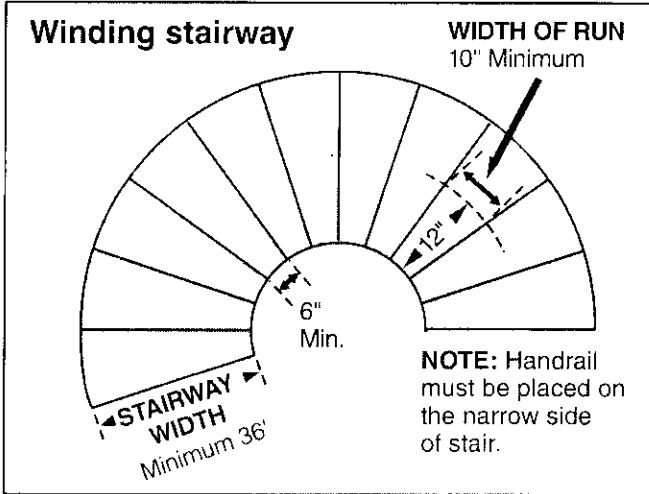 Winding stairway
WIDTH OF RUN
10" Minimum
12"
6"
Min.
STAIRWAY
WIDTH
Minimum 36'
NOTE: Handrail
must be placed on
the narrow side
of stair.